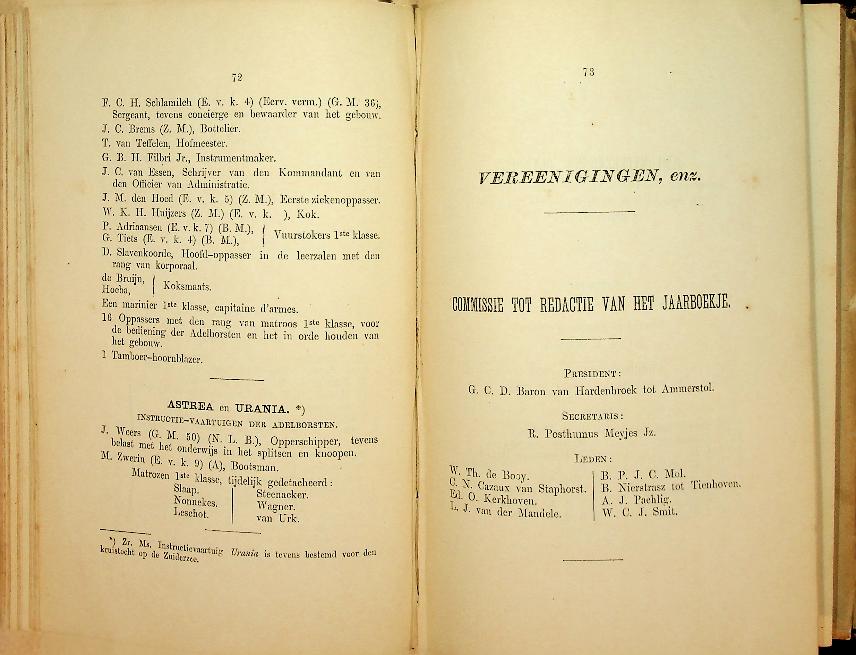 72
F. C. H. Schlamilch (E. v. k. 4) (Eerv. verm.) (G. M. 36),
Sergeant, tevens concierge en bewaarder van het gebouw.
J. C. Brems (Z. M.), Bottelier.
T. van Teffelen, Hofmeester.
G. B. H. Filbri Jr., Instrumentmaker.
J. C. van Essen, Schrijver van den Kommandant en van
den Officier van Administratie.
J. M. den Hoed (E. v. k. 5) (Z. M.), Eerste ziekenoppasser.
W. K. H. Huijzers (Z. M.) (E. v. k. ), Kok.
P. Adriaansen (E. v. k. 7) (B. M.),
G. Tiets (E. v. k. 4) (B. M.),
Vuurstokers 1ste klasse.
D. Slavenkoorde, Hoofd-oppasser in de leerzalen met den
rang van korporaal.
de Bruijn,
Hoeba,
Koksmaats.
Een marinier 1ste klasse, capitaine d'armes.
16 Oppassers met den rang van matroos 1ste klasse, voor
de bediening der Adelborsten en het in orde houden van
het gebouw.
1 Tamboer-hoornblazer.
ASTREA en URANIA. *)
INSTRUCTIE-VAARTUIGEN DER ADELBORSTEN.
J. Weers (G. M. 50) (N. L. B.), Opperschipper, tevens
belast met het onderwijs in het splitsen en knoopen.
M. Zwerin (E. v. k. 9) (A), Bootsman.
Matrozen 1ste klasse, tijdelijk gedetacheerd:
Slaap.
Nonnekes.
Leschot.
Steenacker.
Wagner.
van Urk.
*) Zr. Ms. Instructievaartuig Urania is tevens bestemd voor den
kruistocht op de Zuiderzee.
73
VEREENIGINGEN, enz.
COMMISSIE TOT REDACTIE VAN HET JAARBOEKJE.
PRESIDENT:
G. C. D. Baron van Hardenbroek tot Ammerstol.
SECRETARIS:
R. Posthumus Meyjes Jz.
LEDEN:
W. Th. de Booy.
C. N. Cazaux van Staphorst.
Ed. O. Kerkhoven.
L. J. van der Mandele.
B. P. J. C. Mol.
B. Nierstrasz tot Tienhoven.
A. J. Pachlig.
W. C. J. Smit.